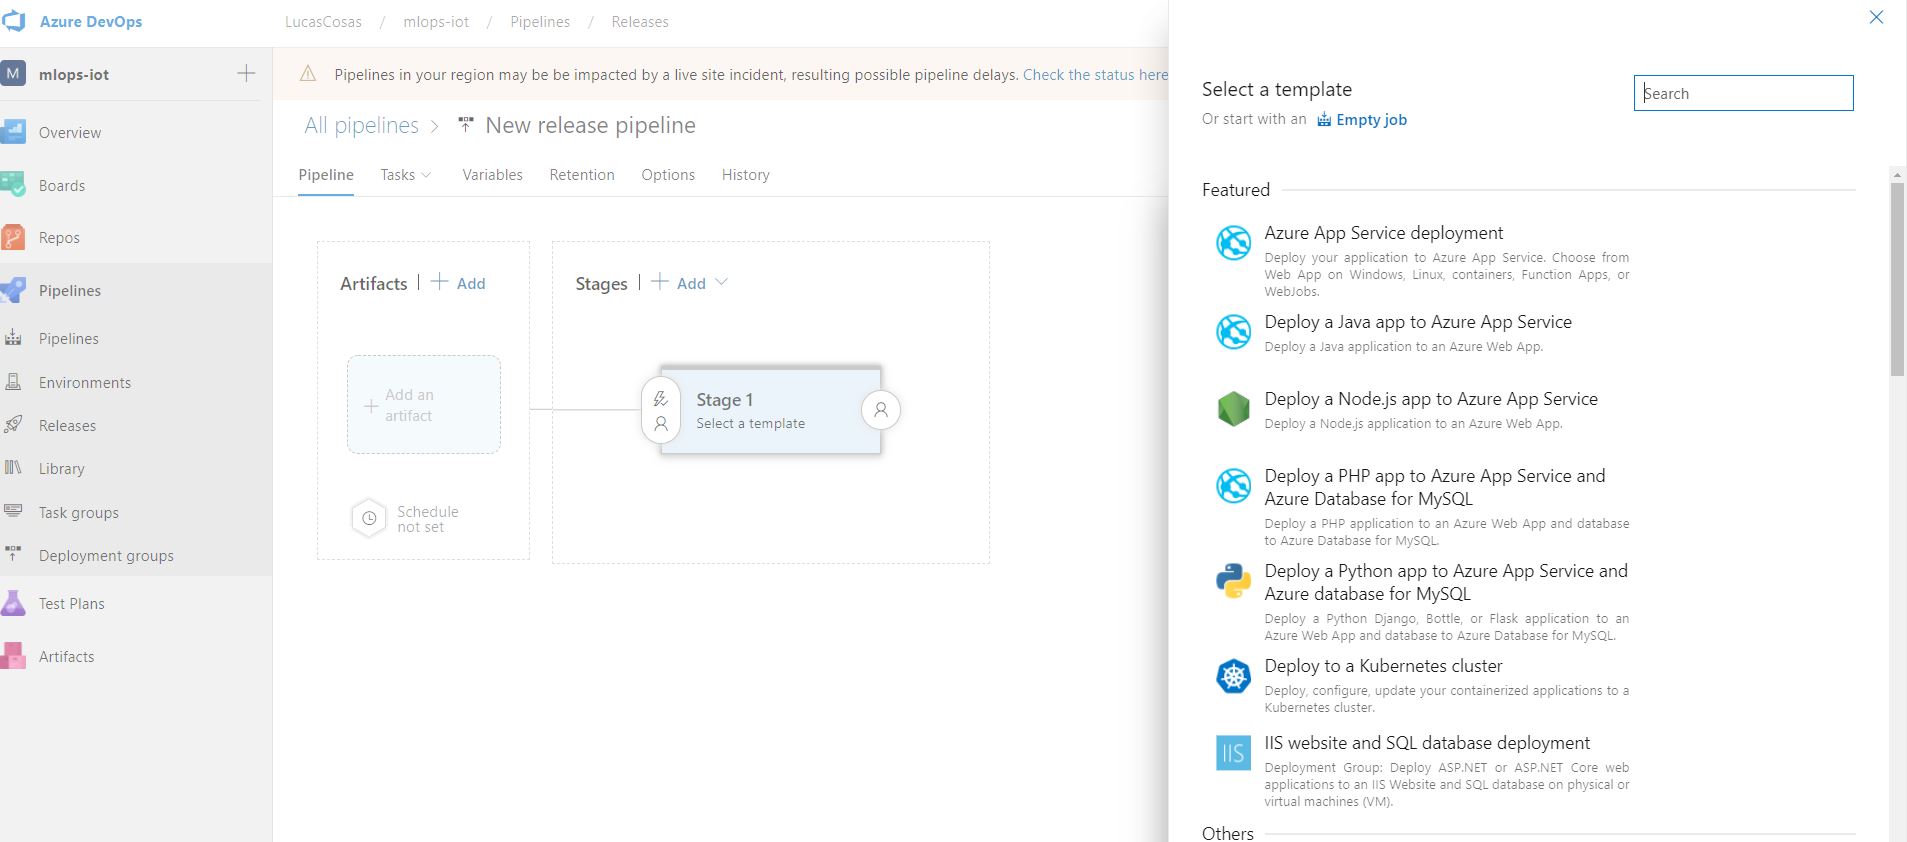 Azure DevOps
LucasCosas / mlops-iot / Pipelines / Releases
M mlops-iot
Overview
Boards
Repos
Pipelines
Pipelines
Environments
Releases
Library
Task groups
Deployment groups
Test Plans
Artifacts
Pipelines in your region may be be impacted by a live site incident, resulting possible pipeline delays. Check the status here
All pipelines > New release pipeline
Pipeline Tasks Variables Retention Options History
Artifacts | + Add
+ Add an
artifact
Schedule
not set
Stages | + Add
Stage 1
Select a template
Select a template
Search
Or start with an Empty job
Featured
Azure App Service deployment
Deploy your application to Azure App Service. Choose from
Web App on Windows, Linux, containers, Function Apps, or
WebJobs.
Deploy a Java app to Azure App Service
Deploy a Java application to an Azure Web App.
Deploy a Node.js app to Azure App Service
Deploy a Node.js application to an Azure Web App.
Deploy a PHP app to Azure App Service and
Azure Database for MySQL
Deploy a PHP application to an Azure Web App and database
to Azure Database for MySQL.
Deploy a Python app to Azure App Service and
Azure database for MySQL
Deploy a Python Django, Bottle, or Flask application to an
Azure Web App and database to Azure Database for MySQL.
Deploy to a Kubernetes cluster
Deploy, configure, update your containerized applications to a
Kubernetes cluster.
IIS
IIS website and SQL database deployment
Deployment Group: Deploy ASP.NET or ASP.NET Core web
applications to an IIS Website and SQL database on physical or
virtual machines (VM).
Others